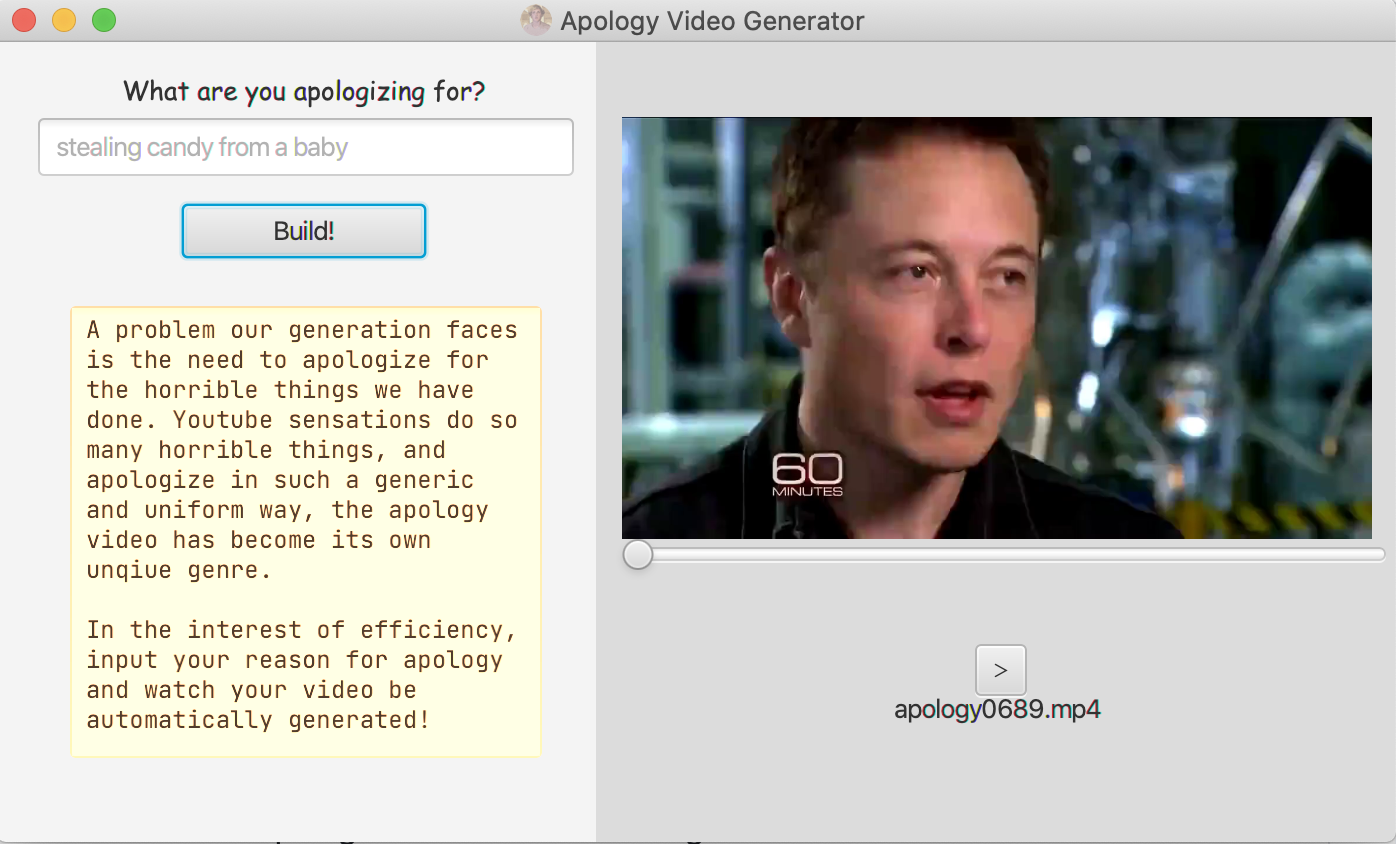 Apology Video Generator
What are you apologizing for?
stealing candy from a baby
Build!
A problem our generation faces
is the need to apologize for
the horrible things we have
done. Youtube sensations do so
many horrible things, and
apologize in such a generic
and uniform way, the apology
video has become its own
unqiue genre.
In the interest of efficiency,
input your reason for apology
and watch your video be
automatically generated!
60
MINUTES
>
apology0689.mp4